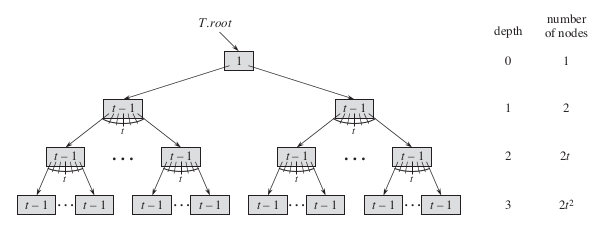 T.root
depth number of nodes
1 0 1
t – 1 t – 1 1 2
t t
t – 1 ... t – 1 t – 1 ... t – 1 2 2t
t t t t
t – 1 ... t – 1 t – 1 ... t – 1 t – 1 ... t – 1 t – 1 ... t – 1 3 2t²